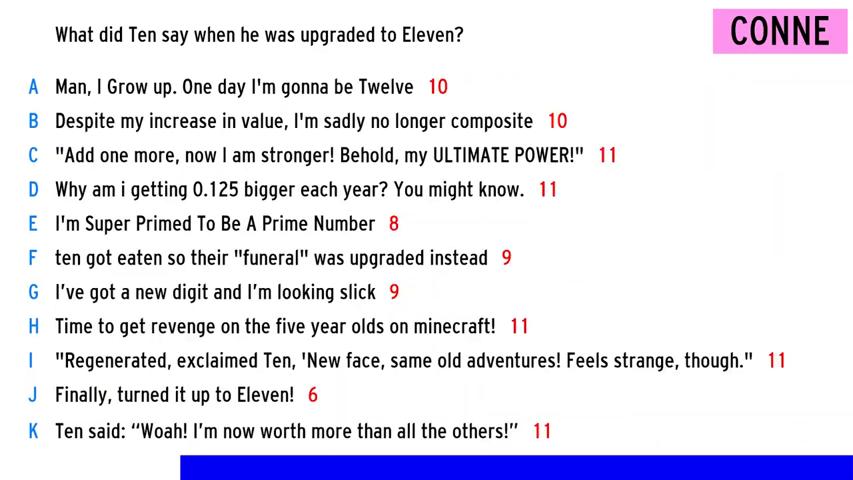 What did Ten say when he was upgraded to Eleven?
CONNE
A Man, I Grow up. One day I'm gonna be Twelve 10
B Despite my increase in value, I'm sadly no longer composite 10
C "Add one more, now I am stronger! Behold, my ULTIMATE POWER!" 11
D Why am i getting 0.125 bigger each year? You might know. 11
E I'm Super Primed To Be A Prime Number 8
F ten got eaten so their "funeral" was upgraded instead 9
G I've got a new digit and I'm looking slick 9
H Time to get revenge on the five year olds on minecraft! 11
I "Regenerated, exclaimed Ten, 'New face, same old adventures! Feels strange, though." 11
J Finally, turned it up to Eleven! 6
K Ten said: “Woah! I’m now worth more than all the others!” 11